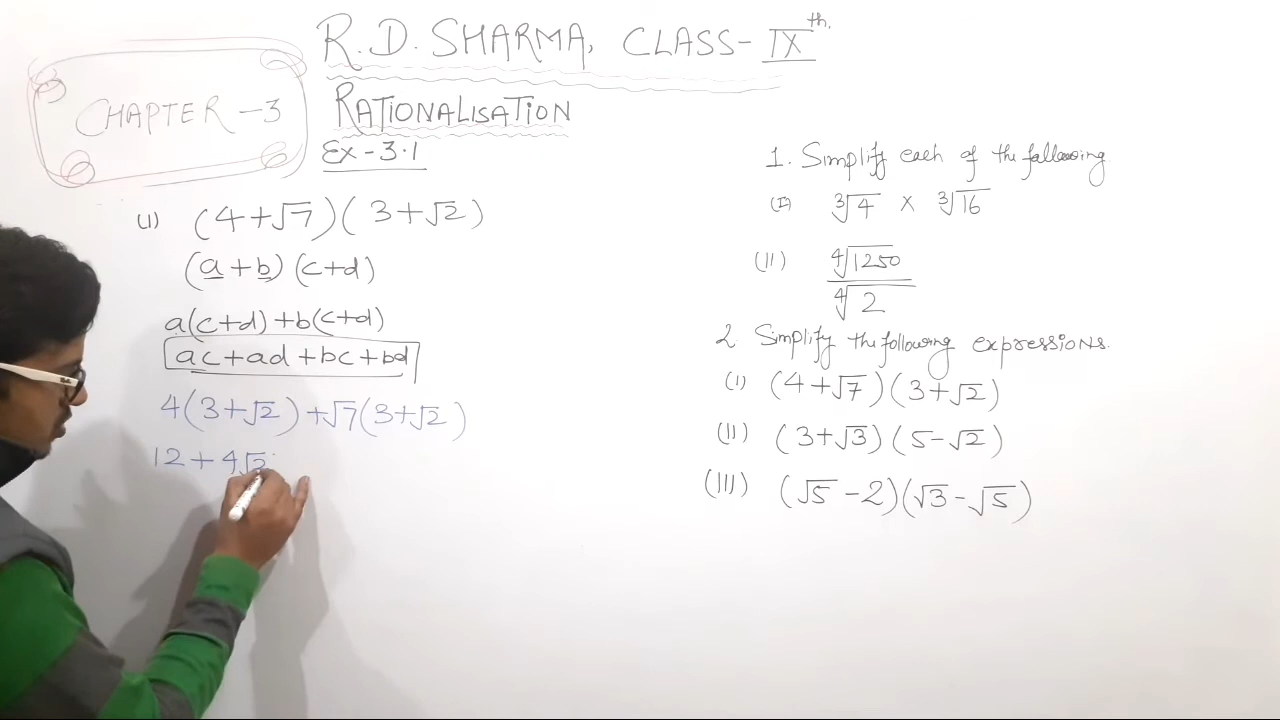 R.D. SHARMA, CLASS- IXth.
CHAPTER -3
RATIONALISATION
Ex-3.1
(I) (4+√7)(3+√2)
(a+b)(c+d)
a(c+d)+b(c+d)
ac+ad+bc+bd
4(3+√2)+√7(3+√2)
12+4√2
1. Simplify each of the following
(I) ∛4 × ∛16
(II) ∜1250
∜2
2. Simplify the following expressions.
(I) (4+√7)(3+√2)
(II) (3+√3)(5-√2)
(III) (√5-2)(√3-√5)